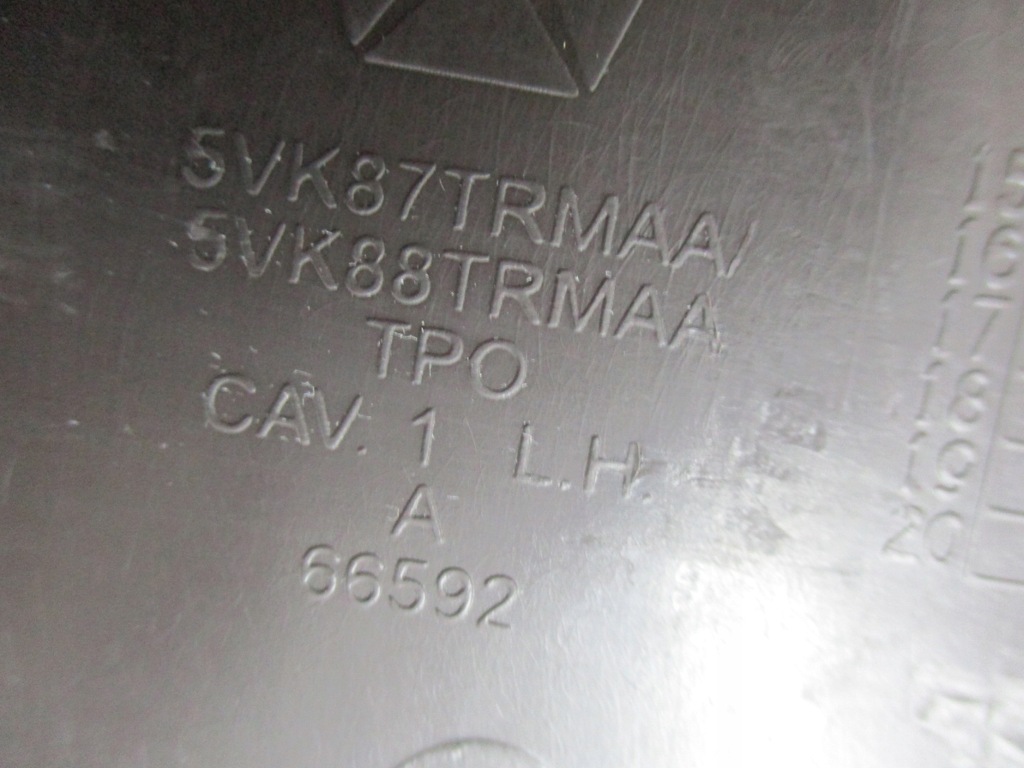 5VK87TRMAA/
5VK88TRMAA
TPO
CAV. 1 L.H.
A
66592
15
16
17
18
19
20